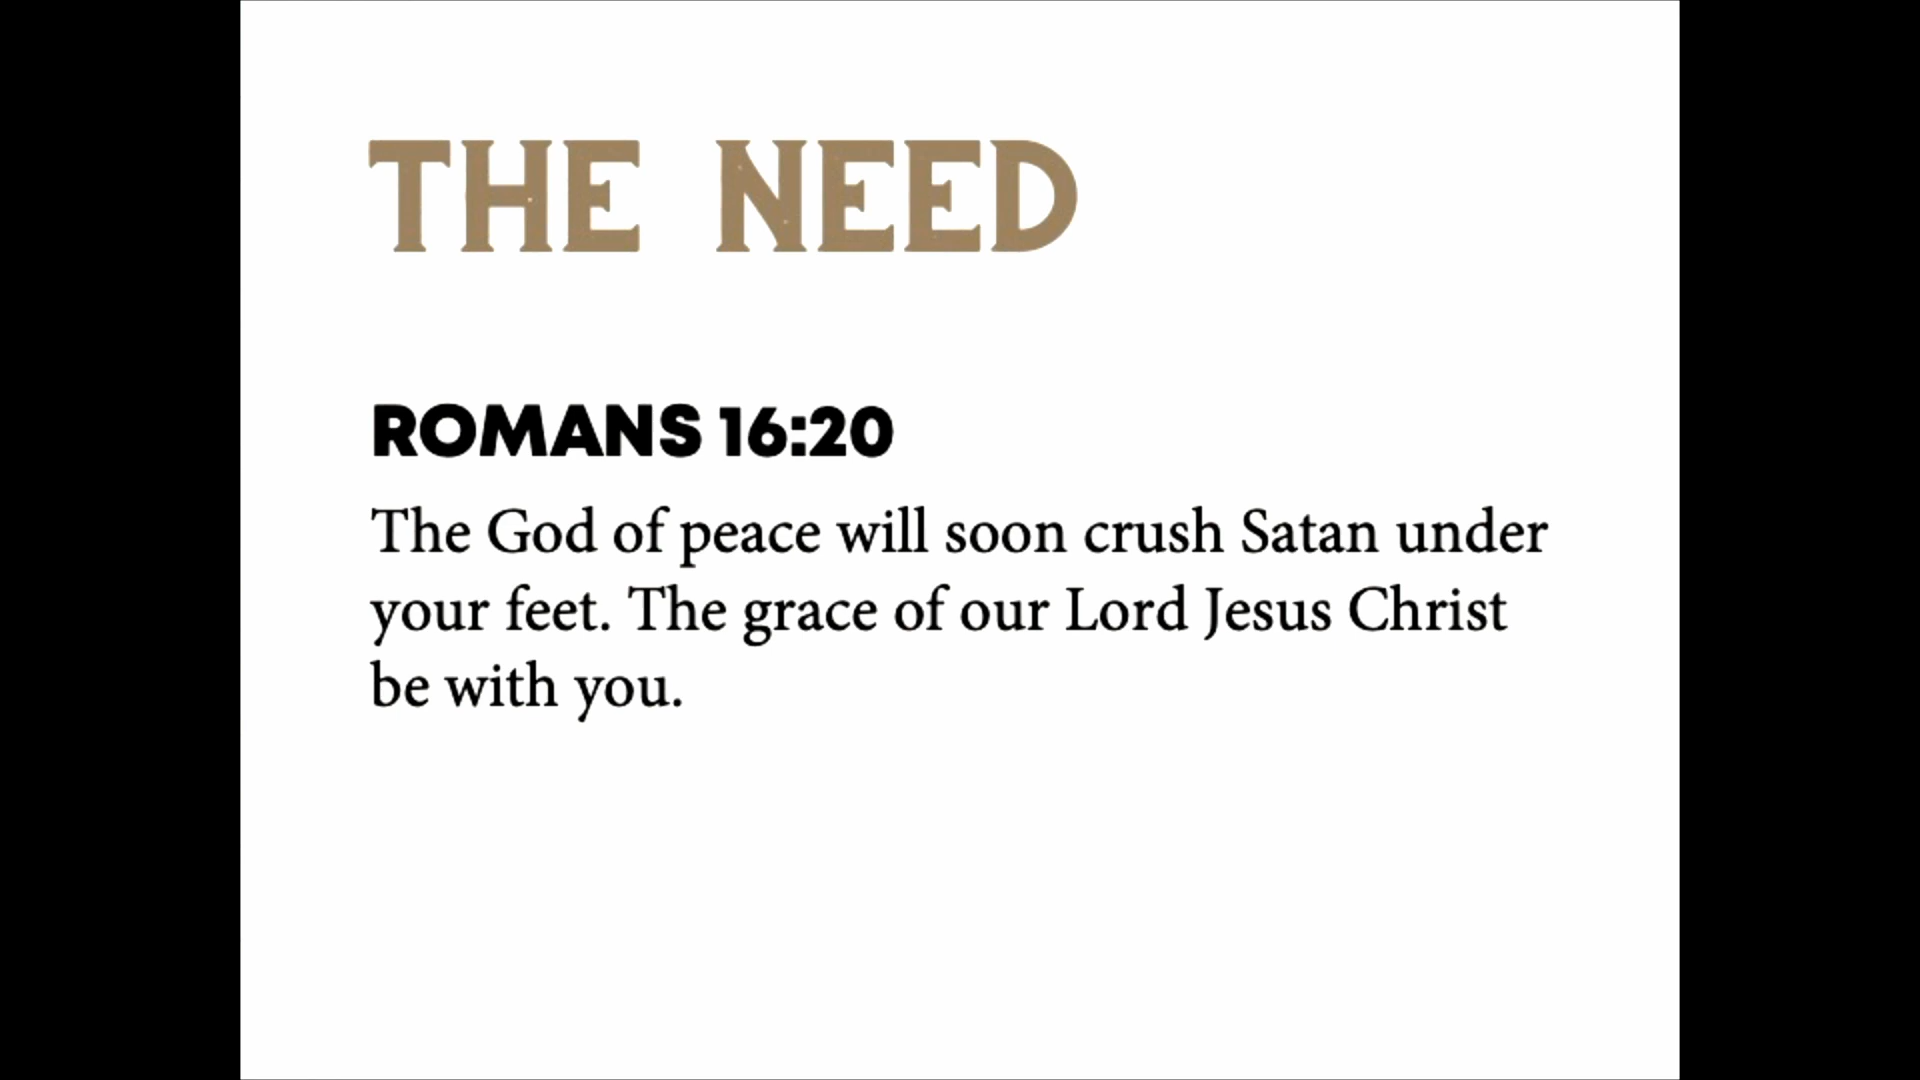 THE NEED
ROMANS 16:20
The God of peace will soon crush Satan under
your feet. The grace of our Lord Jesus Christ
be with you.